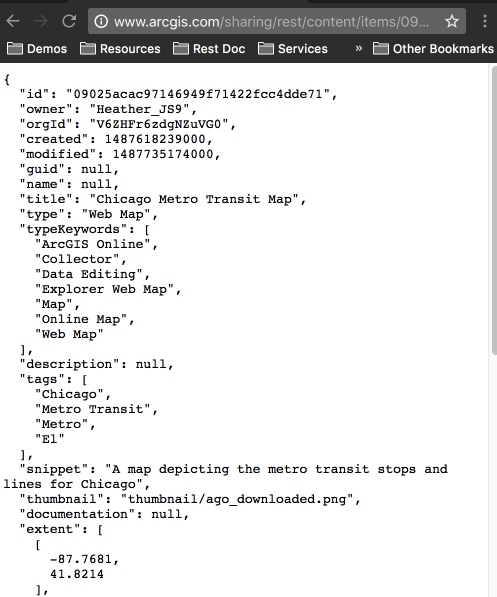 www.arcgis.com/sharing/rest/content/items/09...
Demos Resources Rest Doc Services » Other Bookmarks
{
  "id": "09025acac97146949f71422fcc4dde71",
  "owner": "Heather_JS9",
  "orgId": "V6ZHFr6zdgNZuVG0",
  "created": 1487618239000,
  "modified": 1487735174000,
  "guid": null,
  "name": null,
  "title": "Chicago Metro Transit Map",
  "type": "Web Map",
  "typeKeywords": [
    "ArcGIS Online",
    "Collector",
    "Data Editing",
    "Explorer Web Map",
    "Map",
    "Online Map",
    "Web Map"
  ],
  "description": null,
  "tags": [
    "Chicago",
    "Metro Transit",
    "Metro",
    "El"
  ],
  "snippet": "A map depicting the metro transit stops and
lines for Chicago",
  "thumbnail": "thumbnail/ago_downloaded.png",
  "documentation": null,
  "extent": [
    [
      -87.7681,
      41.8214
    ],